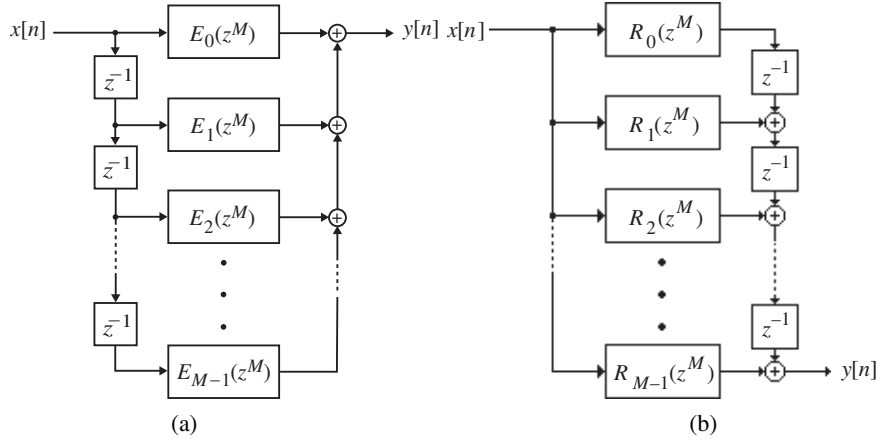 x[n] E₀(z^M) y[n] x[n] R₀(z^M)
z⁻¹ z⁻¹
E₁(z^M) R₁(z^M)
z⁻¹ z⁻¹
E₂(z^M) R₂(z^M)
z⁻¹ z⁻¹
E_{M−1}(z^M) R_{M−1}(z^M) y[n]
(a) (b)